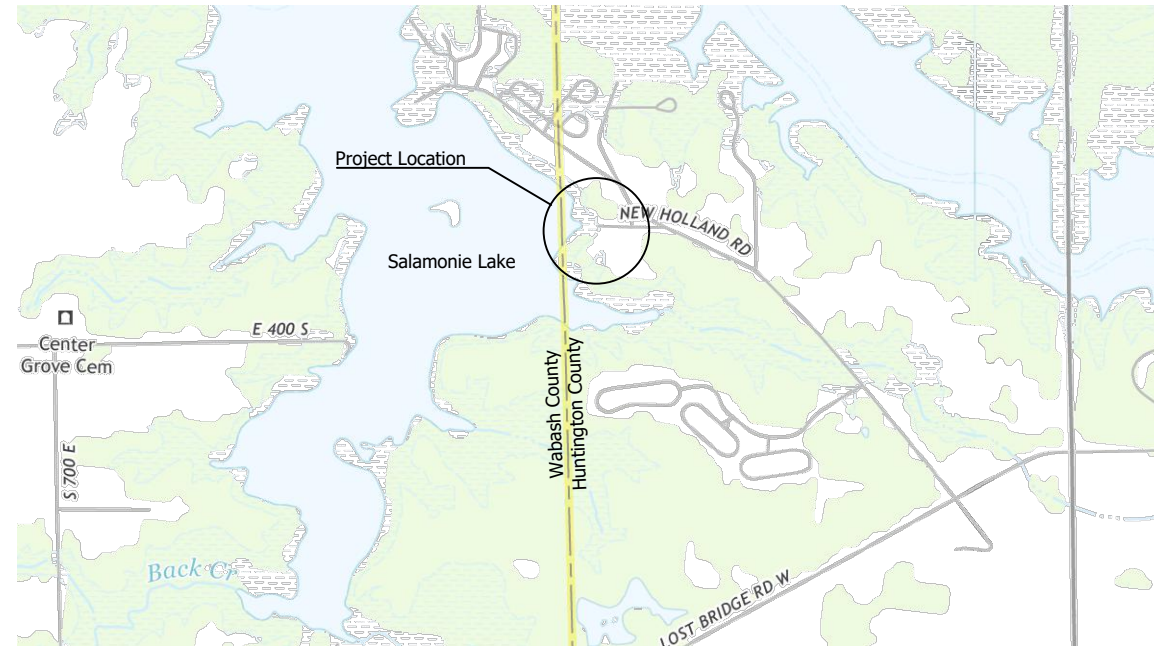 Project Location
NEW HOLLAND RD
Salamonie Lake
E 400 S
Center
Grove Cem
Wabash County
Huntington County
S 700 E
Back Cr
LOST BRIDGE RD W